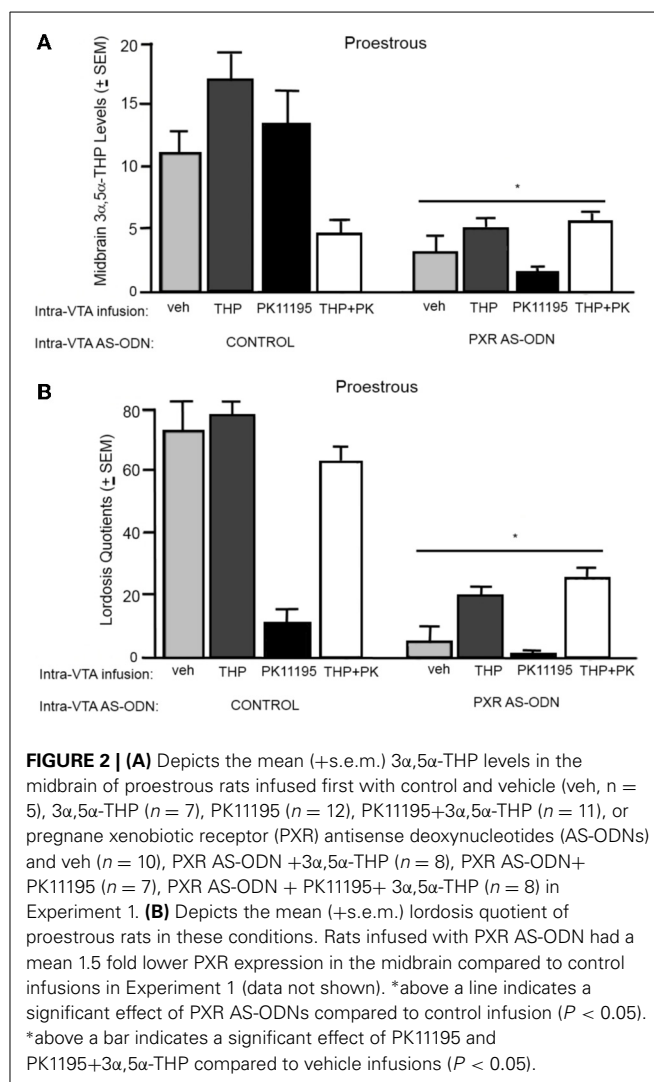 A
Proestrous
Midbrain 3α,5α-THP Levels (± SEM)
20
15
10
5
0
*
Intra-VTA infusion: veh THP PK11195 THP+PK veh THP PK11195 THP+PK
Intra-VTA AS-ODN: CONTROL PXR AS-ODN
B
Proestrous
Lordosis Quotients (± SEM)
80
60
40
20
0
*
Intra-VTA infusion: veh THP PK11195 THP+PK veh THP PK11195 THP+PK
Intra-VTA AS-ODN: CONTROL PXR AS-ODN
FIGURE 2 | (A) Depicts the mean (+s.e.m.) 3α,5α-THP levels in the
midbrain of proestrous rats infused first with control and vehicle (veh, n =
5), 3α,5α-THP (n = 7), PK11195 (n = 12), PK11195+3α,5α-THP (n = 11), or
pregnane xenobiotic receptor (PXR) antisense deoxynucleotides (AS-ODNs)
and veh (n = 10), PXR AS-ODN +3α,5α-THP (n = 8), PXR AS-ODN+
PK11195 (n = 7), PXR AS-ODN + PK11195+ 3α,5α-THP (n = 8) in
Experiment 1. (B) Depicts the mean (+s.e.m.) lordosis quotient of
proestrous rats in these conditions. Rats infused with PXR AS-ODN had a
mean 1.5 fold lower PXR expression in the midbrain compared to control
infusions in Experiment 1 (data not shown). *above a line indicates a
significant effect of PXR AS-ODNs compared to control infusion (P < 0.05).
*above a bar indicates a significant effect of PK11195 and
PK1195+3α,5α-THP compared to vehicle infusions (P < 0.05).